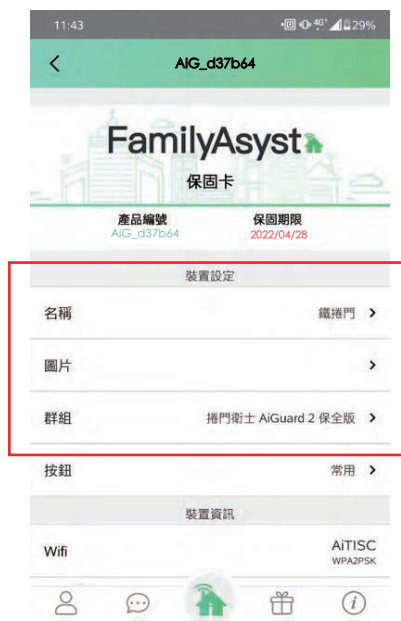 11:43 4G+ 29%
AiG_d37b64
FamilyAsyst
保固卡
產品編號 保固期限
AiG_d37b64 2022/04/28
裝置設定
名稱 鐵捲門
圖片
群組 捲門衛士 AiGuard 2 保全版
按鈕 常用
裝置資訊
Wifi AiTISC
WPA2PSK